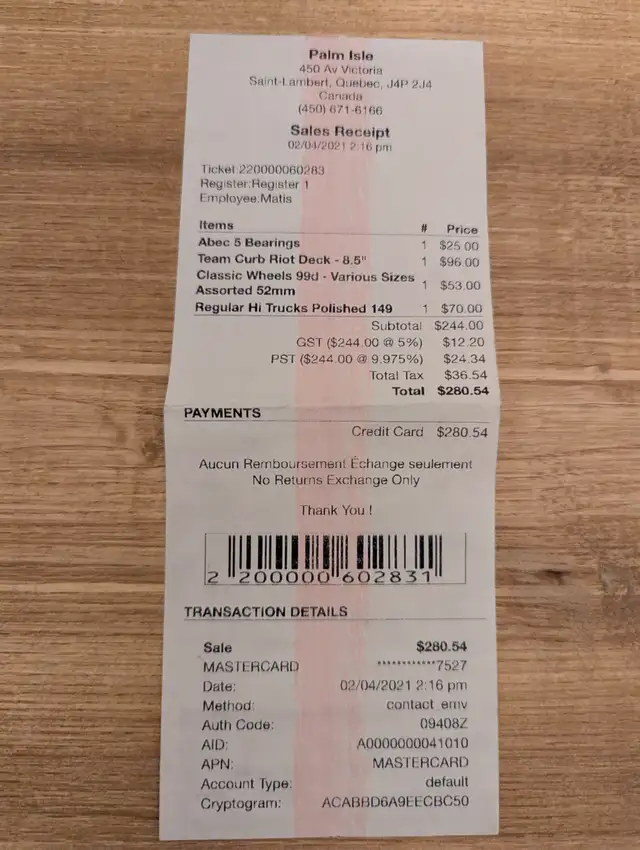 Palm Isle
450 Av Victoria
Saint-Lambert, Quebec, J4P 2J4
Canada
(450) 671-6166
Sales Receipt
02/04/2021 2:16 pm
Ticket 220000060283
Register:Register 1
Employee:Matis
Items # Price
Abec 5 Bearings 1 $25.00
Team Curb Riot Deck - 8.5" 1 $96.00
Classic Wheels 99d - Various Sizes
Assorted 52mm 1 $53.00
Regular Hi Trucks Polished 149 1 $70.00
Subtotal $244.00
GST ($244.00 @ 5%) $12.20
PST ($244.00 @ 9.975%) $24.34
Total Tax $36.54
Total $280.54
PAYMENTS
Credit Card $280.54
Aucun Remboursement Échange seulement
No Returns Exchange Only
Thank You !
2 200000 602831
TRANSACTION DETAILS
Sale $280.54
MASTERCARD ************7527
Date: 02/04/2021 2:16 pm
Method: contact_emv
Auth Code: 09408Z
AID: A0000000041010
APN: MASTERCARD
Account Type: default
Cryptogram: ACABBD6A9EECBC50